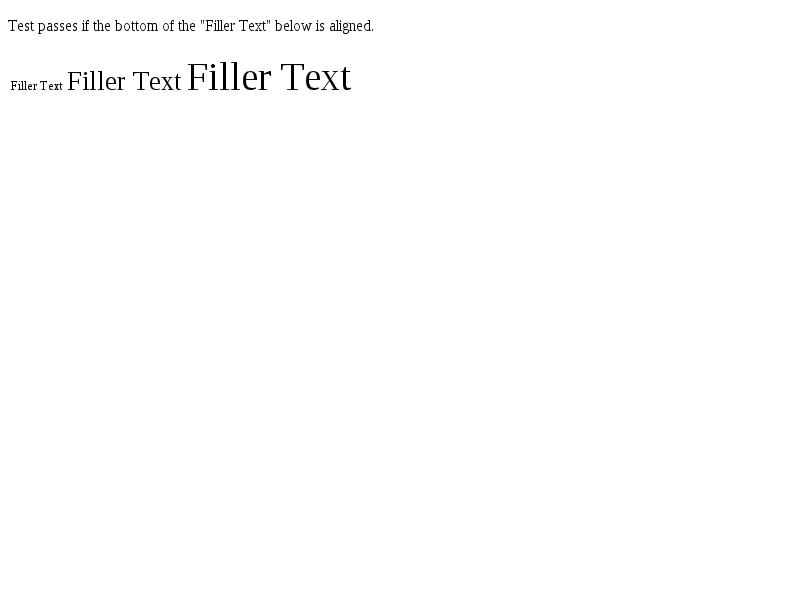 Test passes if the bottom of the "Filler Text" below is aligned.
Filler Text Filler Text Filler Text